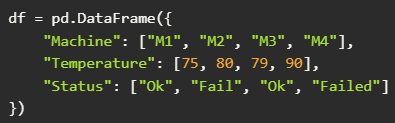 df = pd.DataFrame({
    "Machine": ["M1", "M2", "M3", "M4"],
    "Temperature": [75, 80, 79, 90],
    "Status": ["Ok", "Fail", "Ok", "Failed"]
})